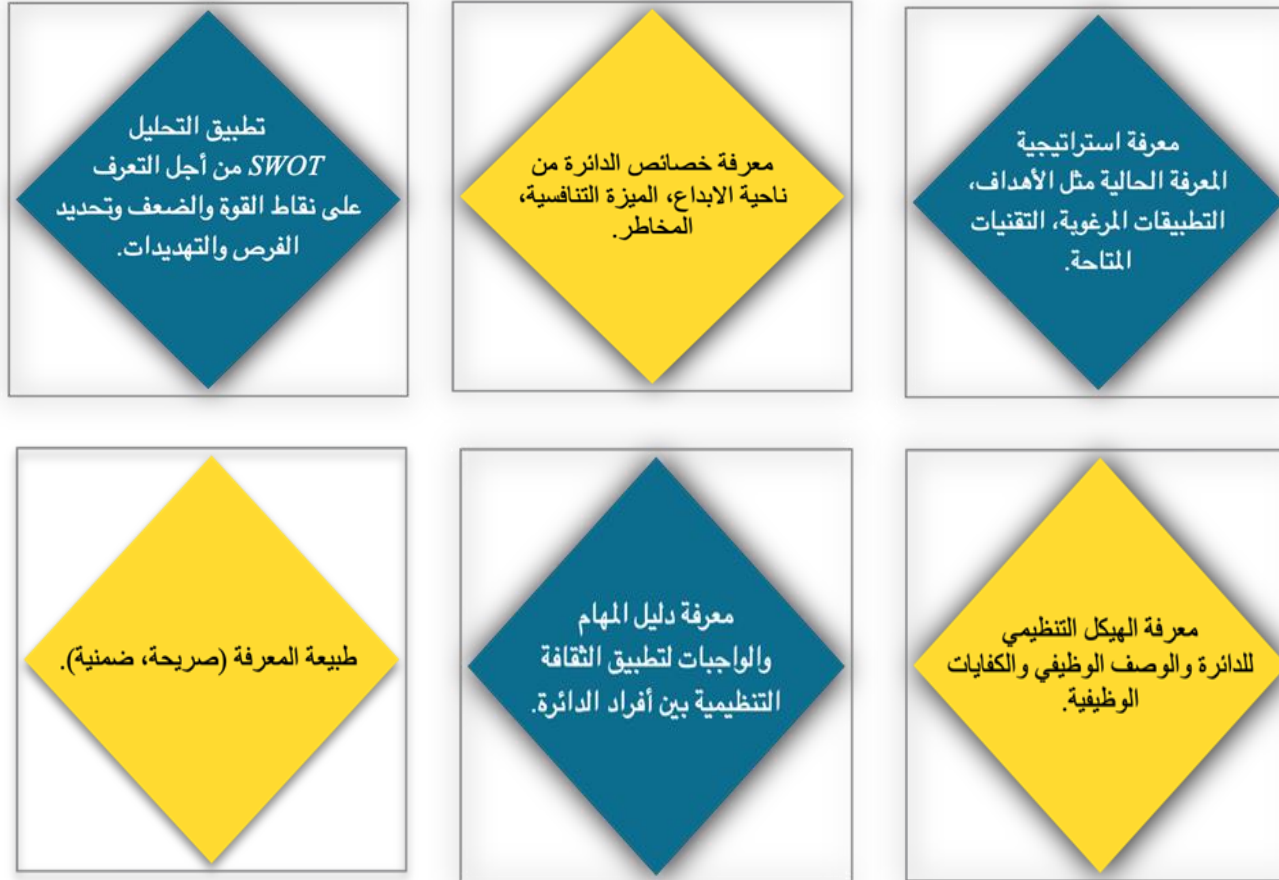 معرفة استراتيجية
المعرفة الحالية مثل الأهداف،
التطبيقات المرغوبة، التقنيات
المتاحة.
معرفة خصائص الدائرة من
ناحية الابداع، الميزة التنافسية،
المخاطر.
تطبيق التحليل
SWOT من أجل التعرف
على نقاط القوة والضعف وتحديد
الفرص والتهديدات.
معرفة الهيكل التنظيمي
للدائرة والوصف الوظيفي والكفايات
الوظيفية.
معرفة دليل المهام
والواجبات لتطبيق الثقافة
التنظيمية بين أفراد الدائرة.
طبيعة المعرفة (صريحة، ضمنية).